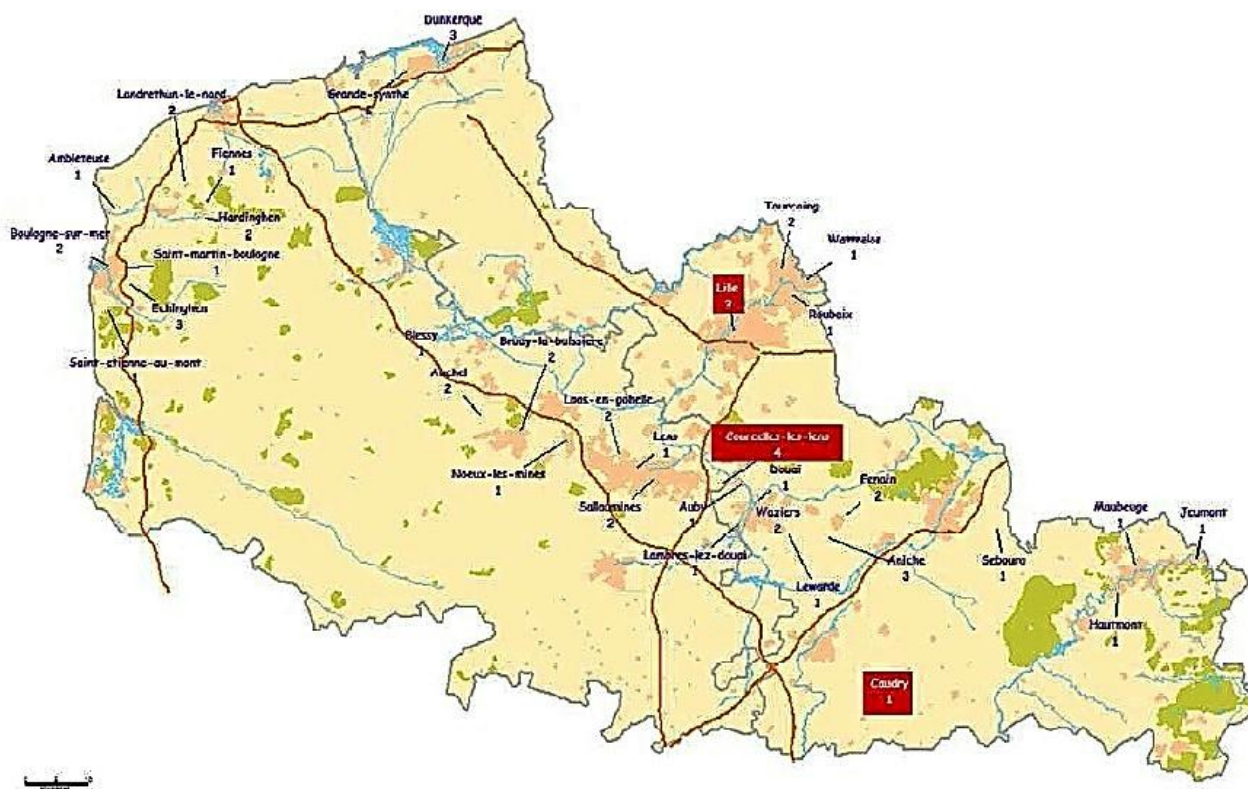 Dunkerque
3
Landrethun-le-nord
2
Grande-synthe
Fiennes
1
Ambleteuse
1
Hardinghen
2
Tourcoing
2
Boulogne-sur-mer
2
Saint-martin-boulogne
1
1
Lille
Roubaix
1
Echinghen
3
Blessy
1
Bruay-la-buissiere
2
Saint-etienne-au-mont
1
Auchel
2
Loos-en-gohelle
2
Lens
1
Courcelles-les-lens
4
Noeux-les-mines
1
Douai
1
Sallaumines
2
Auby
1
Waziers
2
2
Maubeuge
1
Jeumont
1
Lambres-lez-douai
1
Lewarde
1
Aniche
3
Sebourg
1
Hautmont
1
Caudry
1